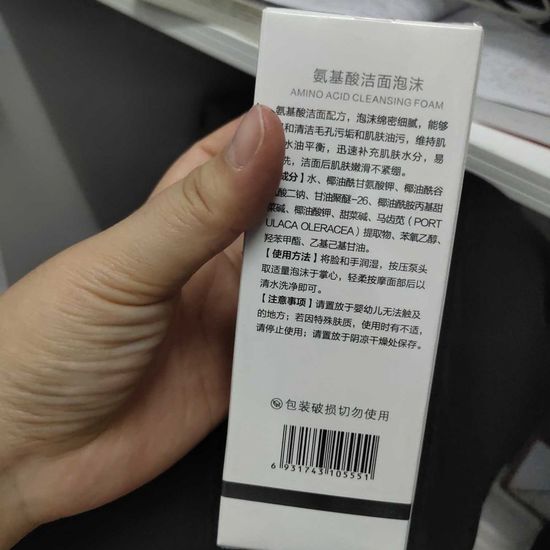 氨基酸洁面泡沫
AMINO ACID CLEANSING FOAM
氨基酸洁面配方，泡沫绵密细腻，能够
和清洁毛孔污垢和肌肤油污，维持肌
水油平衡，迅速补充肌肤水分，易
洗，洁面后肌肤嫩滑不紧绷。
成分】水、椰油酰甘氨酸钾、椰油酰谷
酸二钠、甘油聚醚-26、椰油酰胺丙基甜
菜碱、椰油酸钾、甜菜碱、马齿苋（PORT
ULACA OLERACEA）提取物、苯氧乙醇、
羟苯甲酯、乙基己基甘油。
【使用方法】将脸和手润湿，按压泵头
取适量泡沫于掌心，轻柔按摩面部后以
清水洗净即可。
【注意事项】请置放于婴幼儿无法触及
的地方；若因特殊肤质，使用时有不适，
请停止使用；请置放于阴凉干燥处保存。
包装破损切勿使用
6 931743 105551